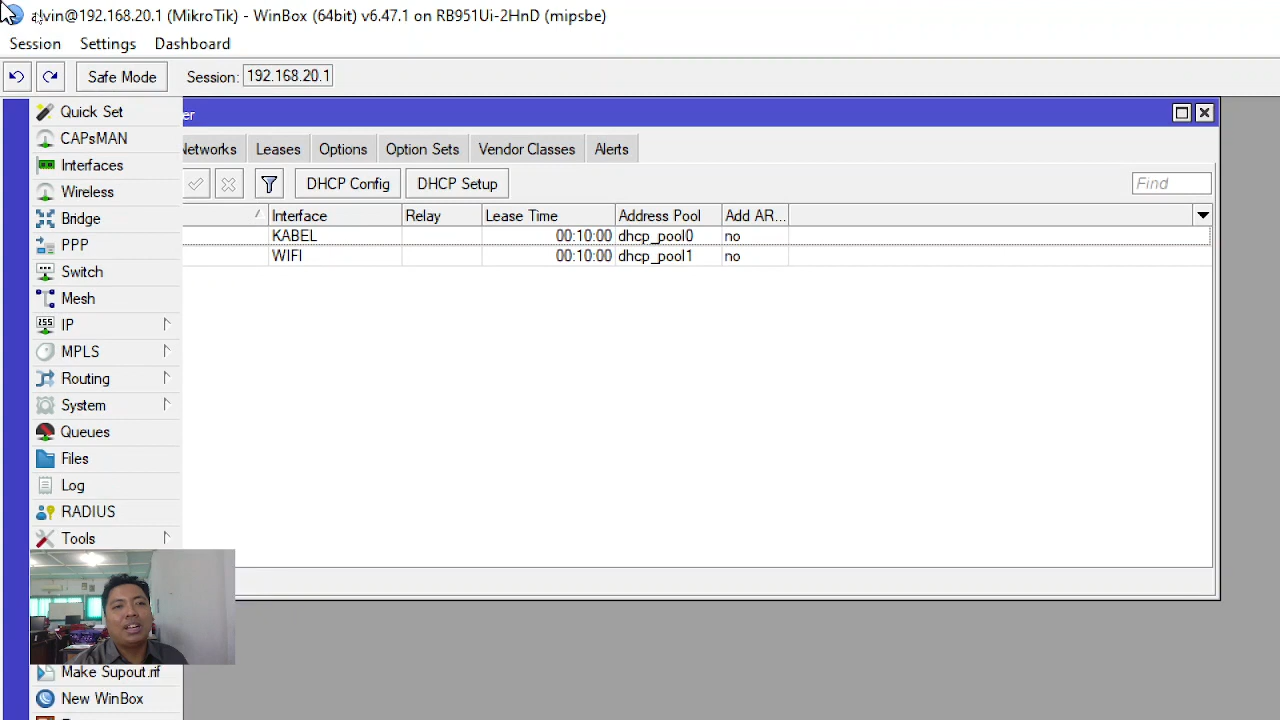 alvin@192.168.20.1 (MikroTik) - WinBox (64bit) v6.47.1 on RB951Ui-2HnD (mipsbe)
Session Settings Dashboard
Safe Mode Session: 192.168.20.1
er
Networks Leases Options Option Sets Vendor Classes Alerts
DHCP Config DHCP Setup Find
Interface Relay Lease Time Address Pool Add AR...
KABEL 00:10:00 dhcp_pool0 no
WIFI 00:10:00 dhcp_pool1 no
Quick Set
CAPsMAN
Interfaces
Wireless
Bridge
PPP
Switch
Mesh
255 IP
MPLS
Routing
System
Queues
Files
Log
RADIUS
Tools
Make Supout.rif
New WinBox